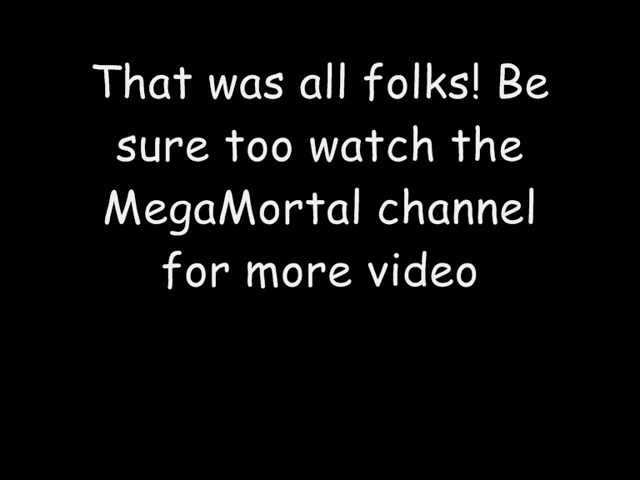 That was all folks! Be
sure too watch the
MegaMortal channel
for more video